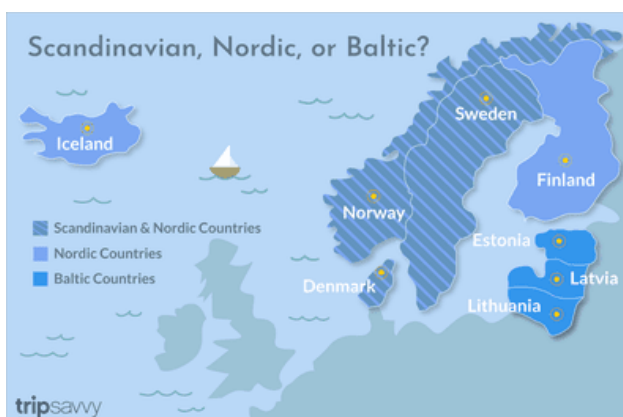 Scandinavian, Nordic, or Baltic?
Iceland
Sweden
Finland
Norway
Scandinavian & Nordic Countries
Nordic Countries
Baltic Countries
Estonia
Denmark
Latvia
Lithuania
tripsavvy